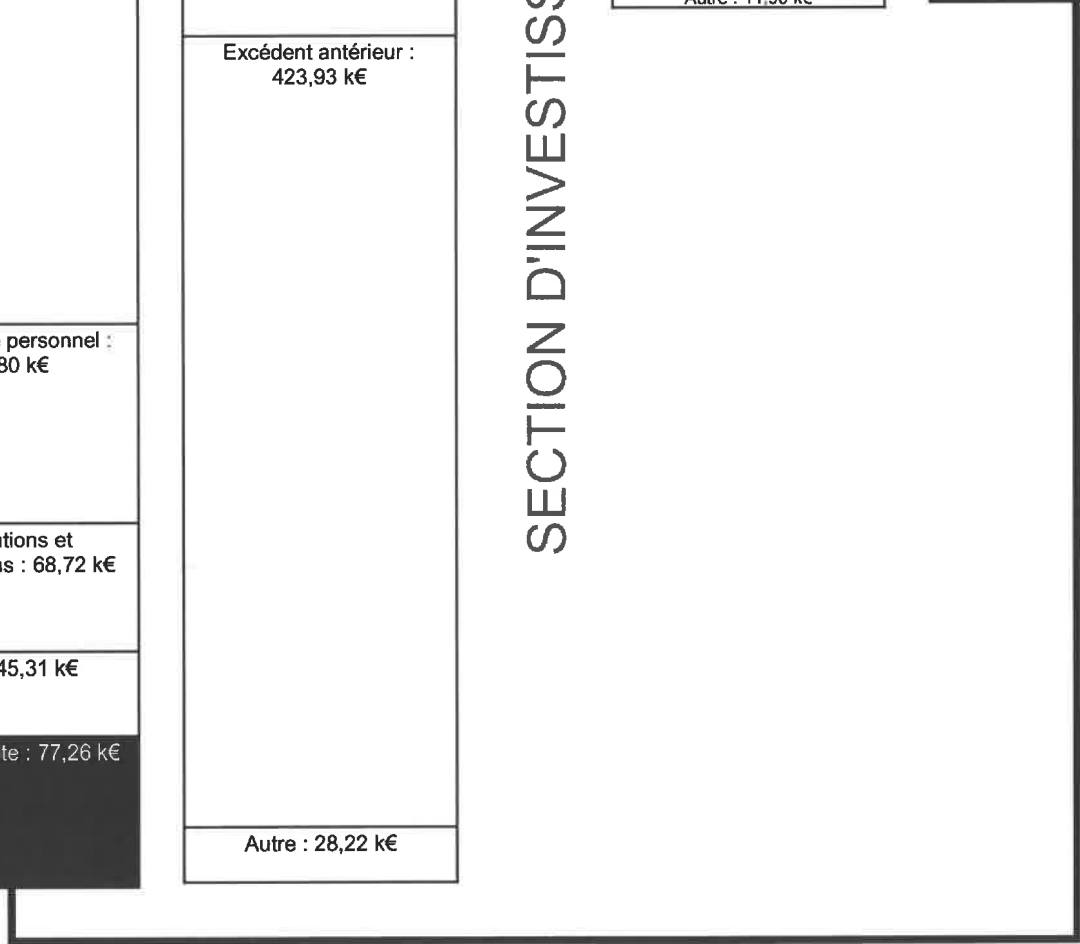 personnel :
80 k€
tions et
ns : 68,72 k€
45,31 k€
te : 77,26 k€
Excédent antérieur :
423,93 k€
Autre : 28,22 k€
SECTION D'INVESTISS